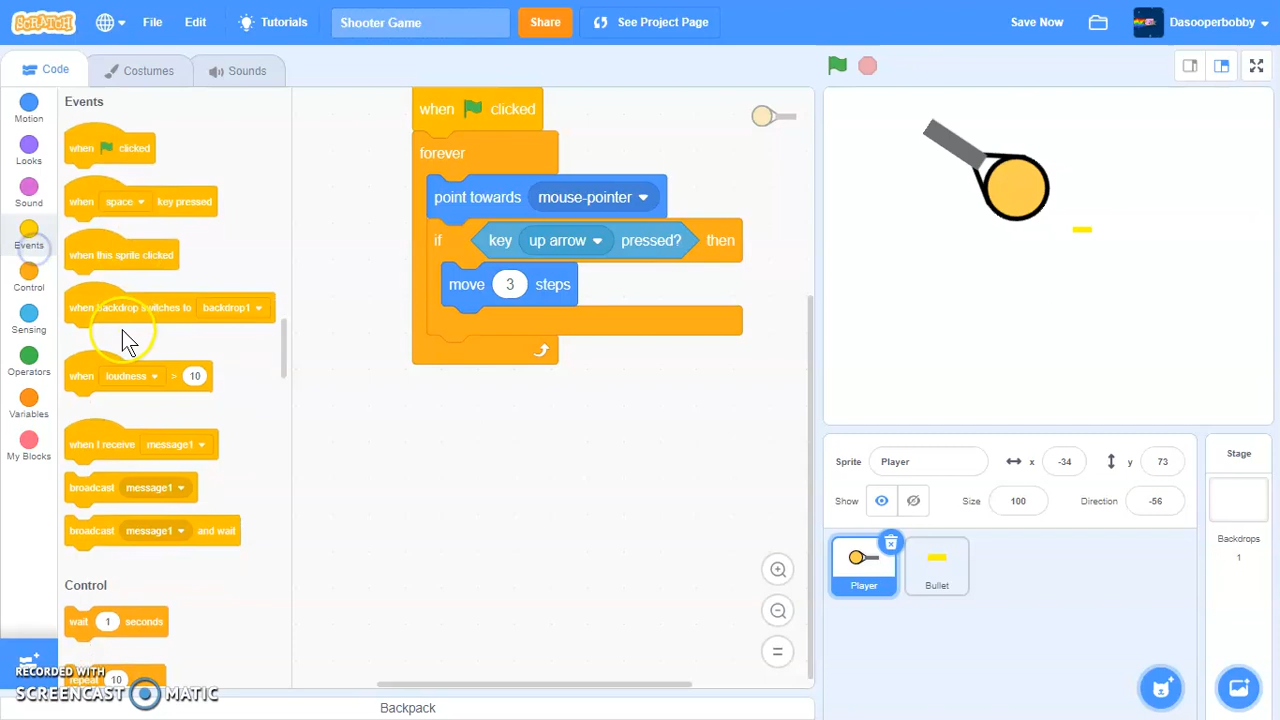 SCRATCH
File
Edit
Tutorials
Shooter Game
Share
See Project Page
Save Now
Dasooperbobby
Code
Costumes
Sounds
Motion
Looks
Sound
Events
Control
Sensing
Operators
Variables
My Blocks
Events
when clicked
when space key pressed
when this sprite clicked
when backdrop switches to backdrop1
when loudness > 10
when I receive message1
broadcast message1
broadcast message1 and wait
Control
wait 1 seconds
repeat 10
when clicked
forever
point towards mouse-pointer
if key up arrow pressed? then
move 3 steps
Sprite Player x -34 y 73
Show Size 100 Direction -56
Player
Bullet
Stage
Backdrops
1
Backpack
RECORDED WITH
SCREENCAST MATIC